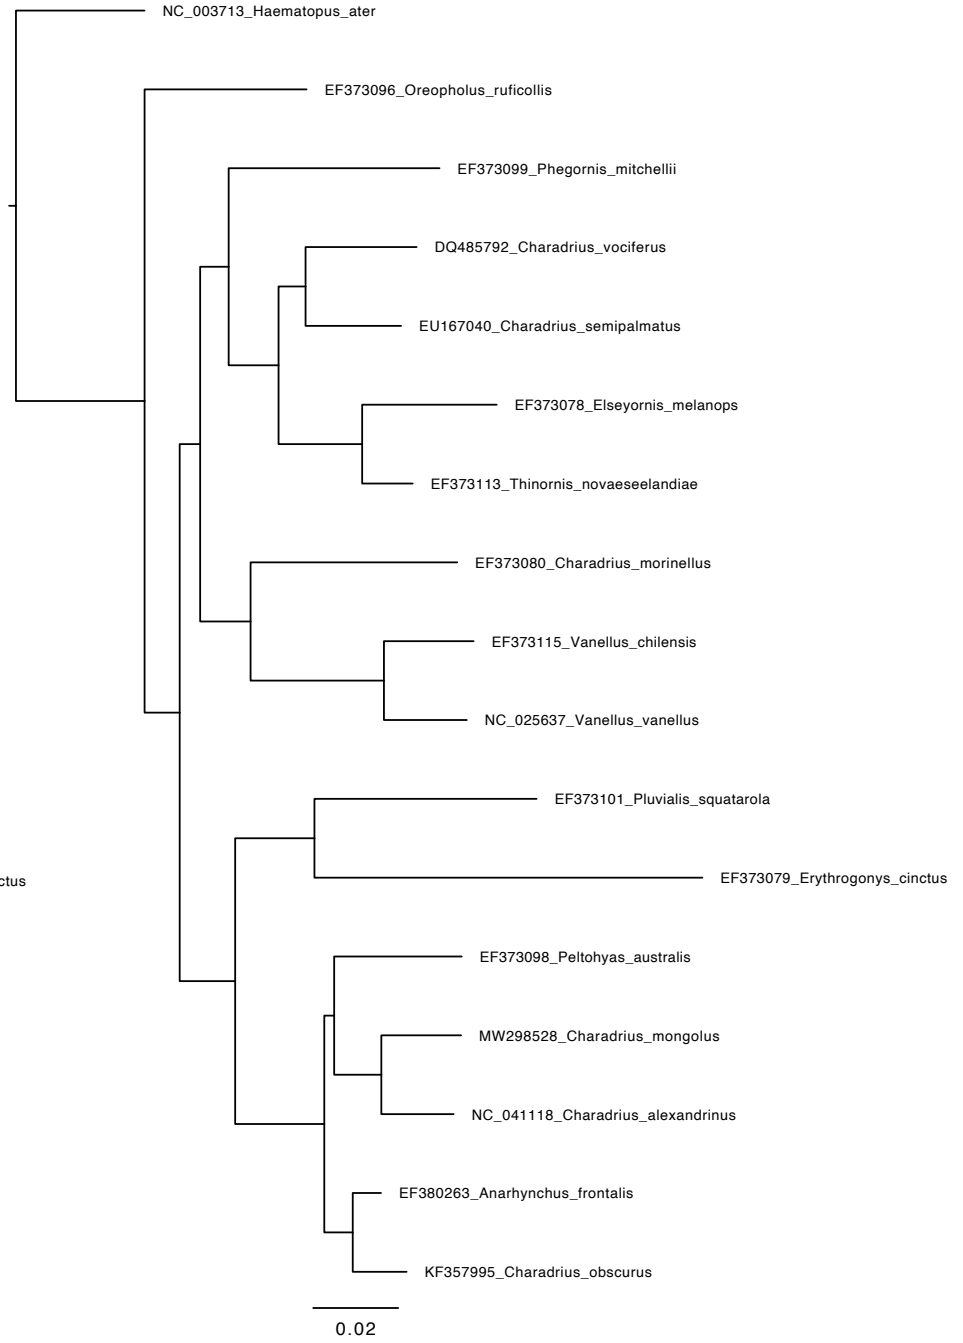 NC_003713_Haematopus_ater
EF373096_Oreopholus_ruficollis
EF373099_Phegornis_mitchellii
DQ485792_Charadrius_vociferus
EU167040_Charadrius_semipalmatus
EF373078_Elseyornis_melanops
EF373113_Thinornis_novaeseelandiae
EF373080_Charadrius_morinellus
EF373115_Vanellus_chilensis
NC_025637_Vanellus_vanellus
EF373101_Pluvialis_squatarola
EF373079_Erythrogonys_cinctus
ctus
EF373098_Peltohyas_australis
MW298528_Charadrius_mongolus
NC_041118_Charadrius_alexandrinus
EF380263_Anarhynchus_frontalis
KF357995_Charadrius_obscurus
0.02